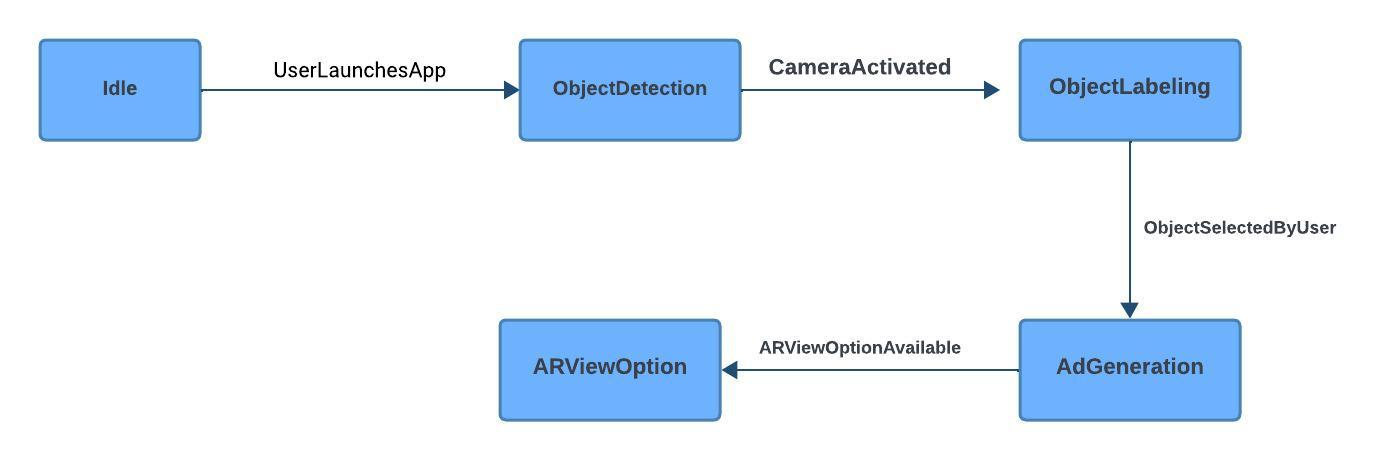 Idle
UserLaunchesApp
ObjectDetection
CameraActivated
ObjectLabeling
ObjectSelectedByUser
ARViewOption
ARViewOptionAvailable
AdGeneration